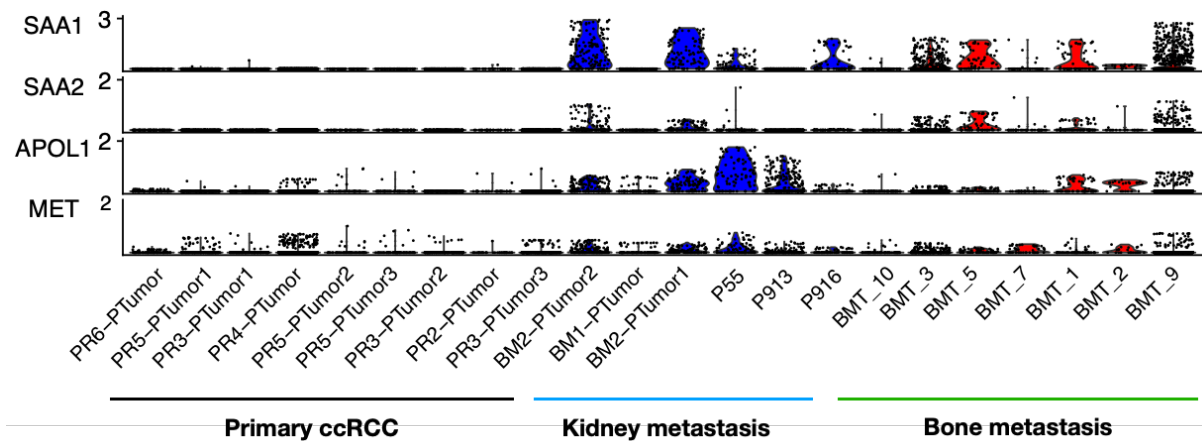 SAA1 3
SAA2 2
APOL1 2
MET 2
PR6-PTumor PR5-PTumor1 PR3-PTumor1 PR4-PTumor PR5-PTumor2 PR5-PTumor3 PR3-PTumor2 PR2-PTumor PR3-PTumor3 BM2-PTumor2 BM1-PTumor BM2-PTumor1 P55 P913 P916 BMT_10 BMT_3 BMT_5 BMT_7 BMT_1 BMT_2 BMT_9
Primary ccRCC Kidney metastasis Bone metastasis